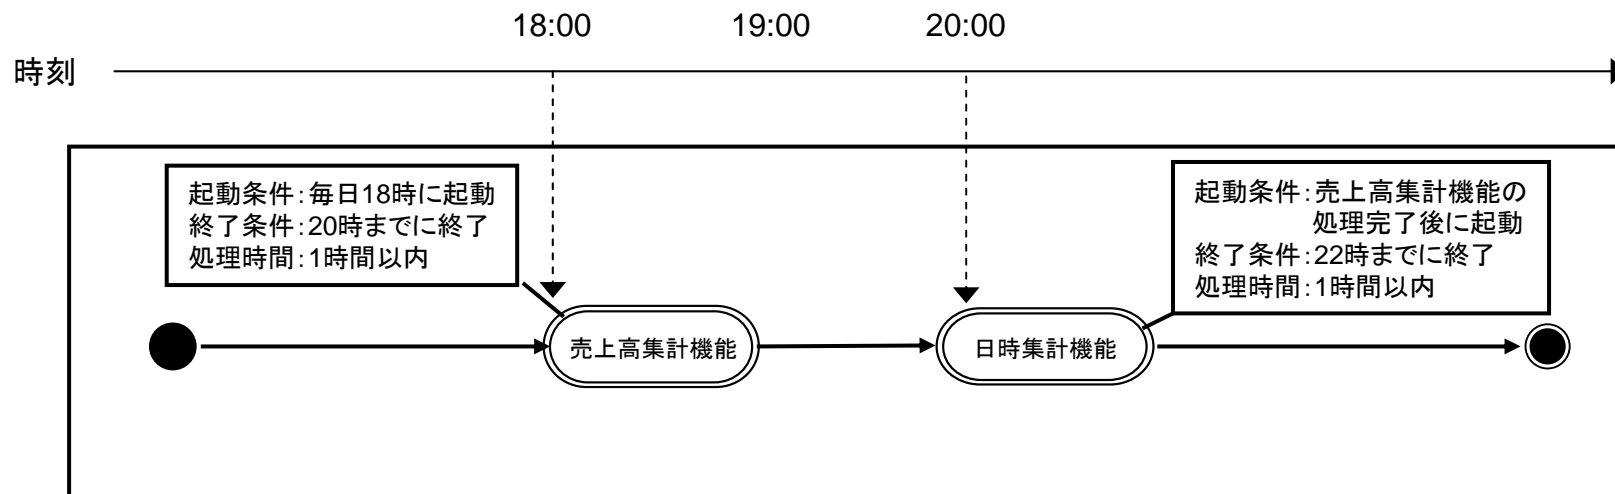 18:00 19:00 20:00
時刻
起動条件:毎日18時に起動
終了条件:20時までに終了
処理時間:1時間以内
起動条件:売上高集計機能の
処理完了後に起動
終了条件:22時までに終了
処理時間:1時間以内
売上高集計機能
日時集計機能